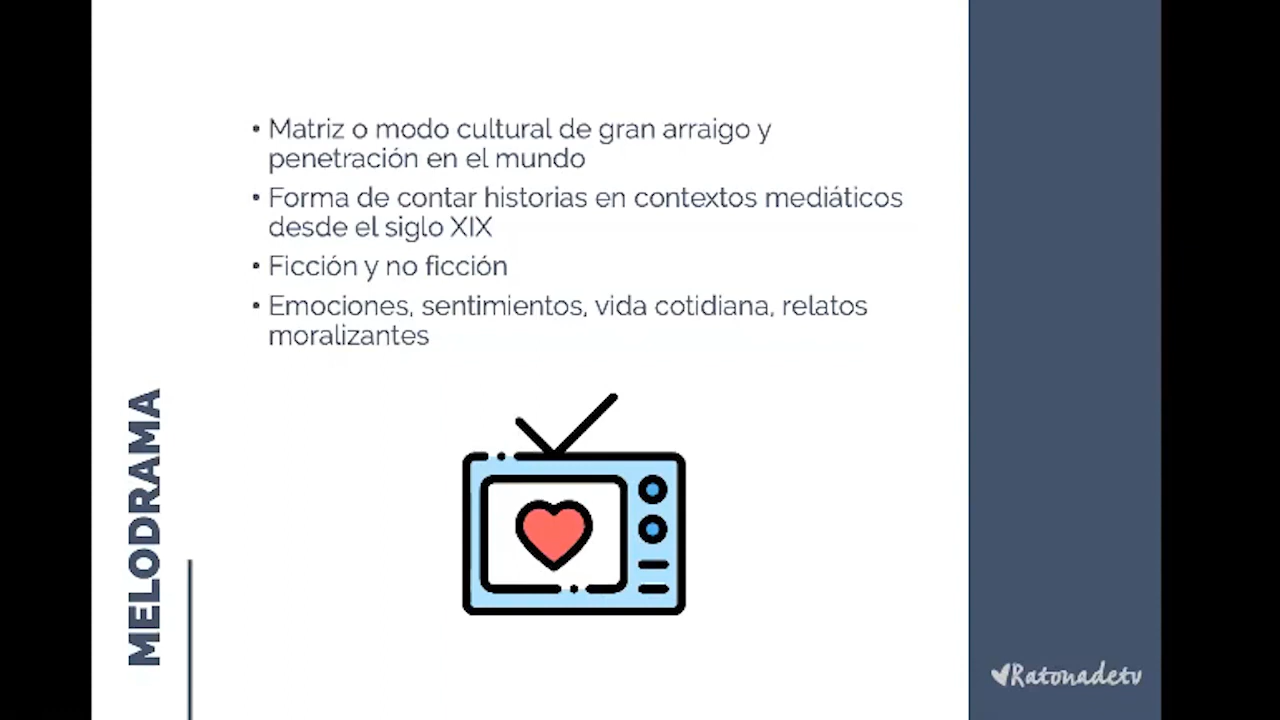 • Matriz o modo cultural de gran arraigo y
penetración en el mundo
• Forma de contar historias en contextos mediáticos
desde el siglo XIX
• Ficción y no ficción
• Emociones, sentimientos, vida cotidiana, relatos
moralizantes
MELODRAMA
Ratonadetv